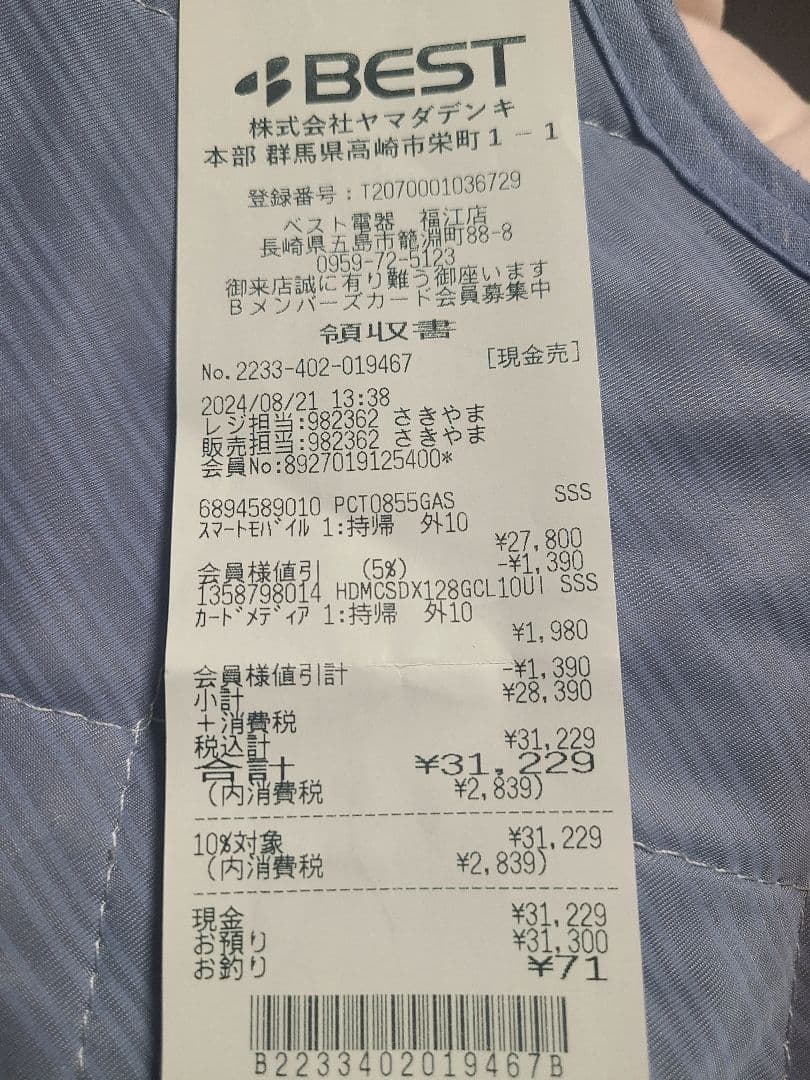 BEST
株式会社ヤマダデンキ
本部 群馬県高崎市栄町1-1
登録番号:T2070001036729
ベスト電器 福江店
長崎県五島市籠淵町88-8
0959-72-5123
御来店誠に有り難う御座います
Bメンバーズカード会員募集中
領収書
No.2233-402-019467 [現金売]
2024/08/21 13:38
レジ担当:982362 さきやま
販売担当:982362 さきやま
会員No:8927019125400*
6894589010 PCT0855GAS SSS
スマートモバイル 1:持帰 外10
¥27,800
会員様値引 (5%) -¥1,390
1358798014 HDMCSDX128GCL10UI SSS
カードメディア 1:持帰 外10
¥1,980
会員様値引計 -¥1,390
小計 ¥28,390
+消費税
税込計 ¥31,229
合計 ¥31,229
(内消費税 ¥2,839)
10%対象 ¥31,229
(内消費税 ¥2,839)
現金 ¥31,229
お預り ¥31,300
お釣り ¥71
B2233402019467B